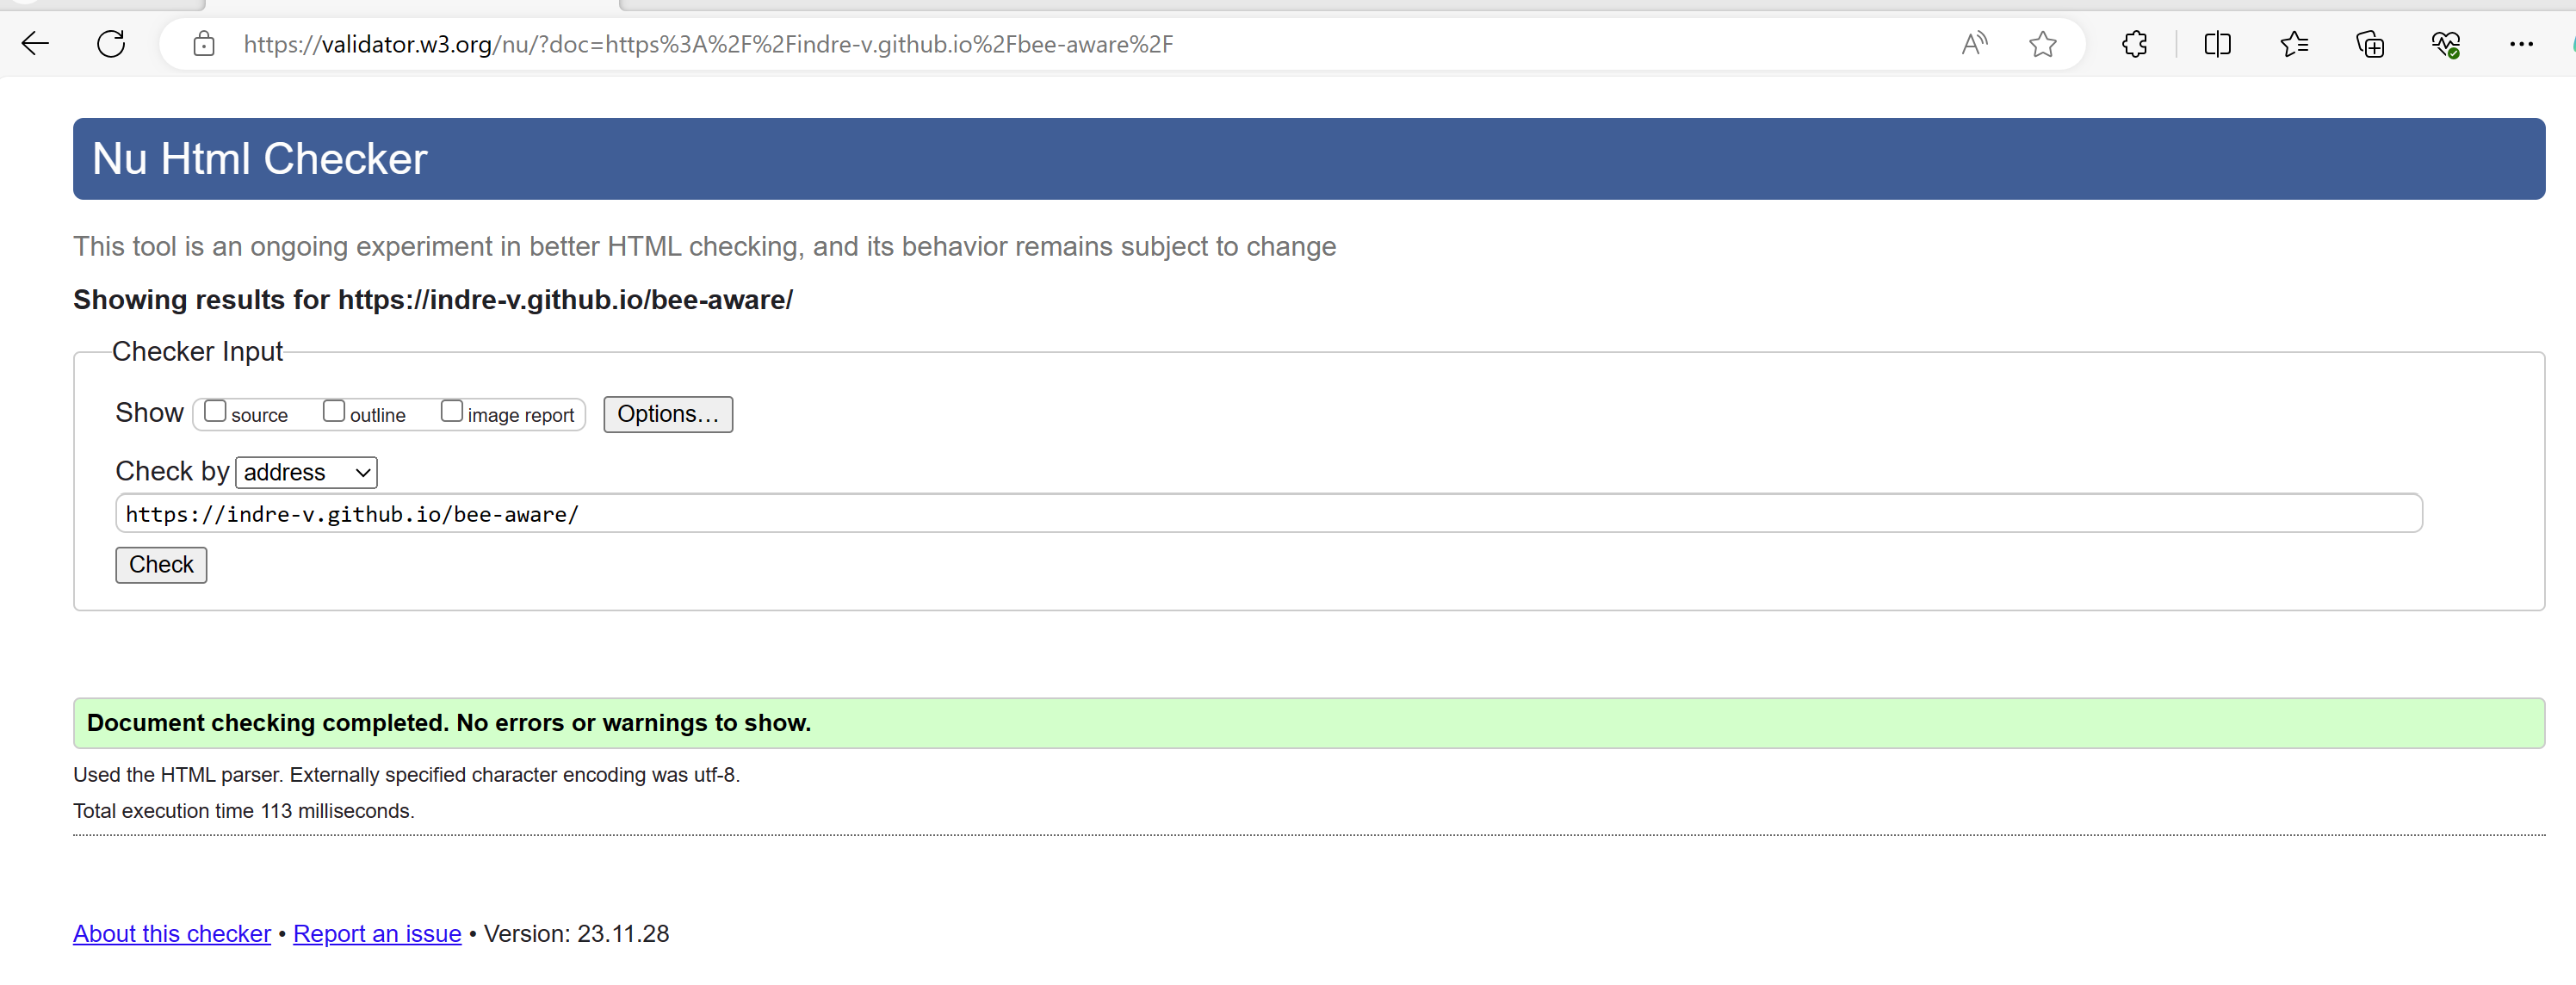 https://validator.w3.org/nu/?doc=https%3A%2F%2Findre-v.github.io%2Fbee-aware%2F
Nu Html Checker
This tool is an ongoing experiment in better HTML checking, and its behavior remains subject to change
Showing results for https://indre-v.github.io/bee-aware/
Checker Input
Show source outline image report Options…
Check by address
https://indre-v.github.io/bee-aware/
Check
Document checking completed. No errors or warnings to show.
Used the HTML parser. Externally specified character encoding was utf-8.
Total execution time 113 milliseconds.
About this checker • Report an issue • Version: 23.11.28